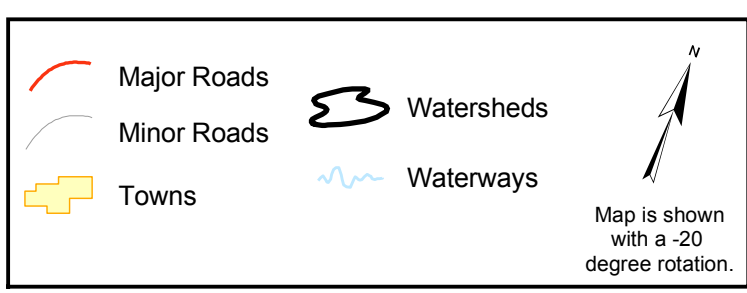 Major Roads
Minor Roads
Towns
Watersheds
Waterways
N
Map is shown
with a -20
degree rotation.